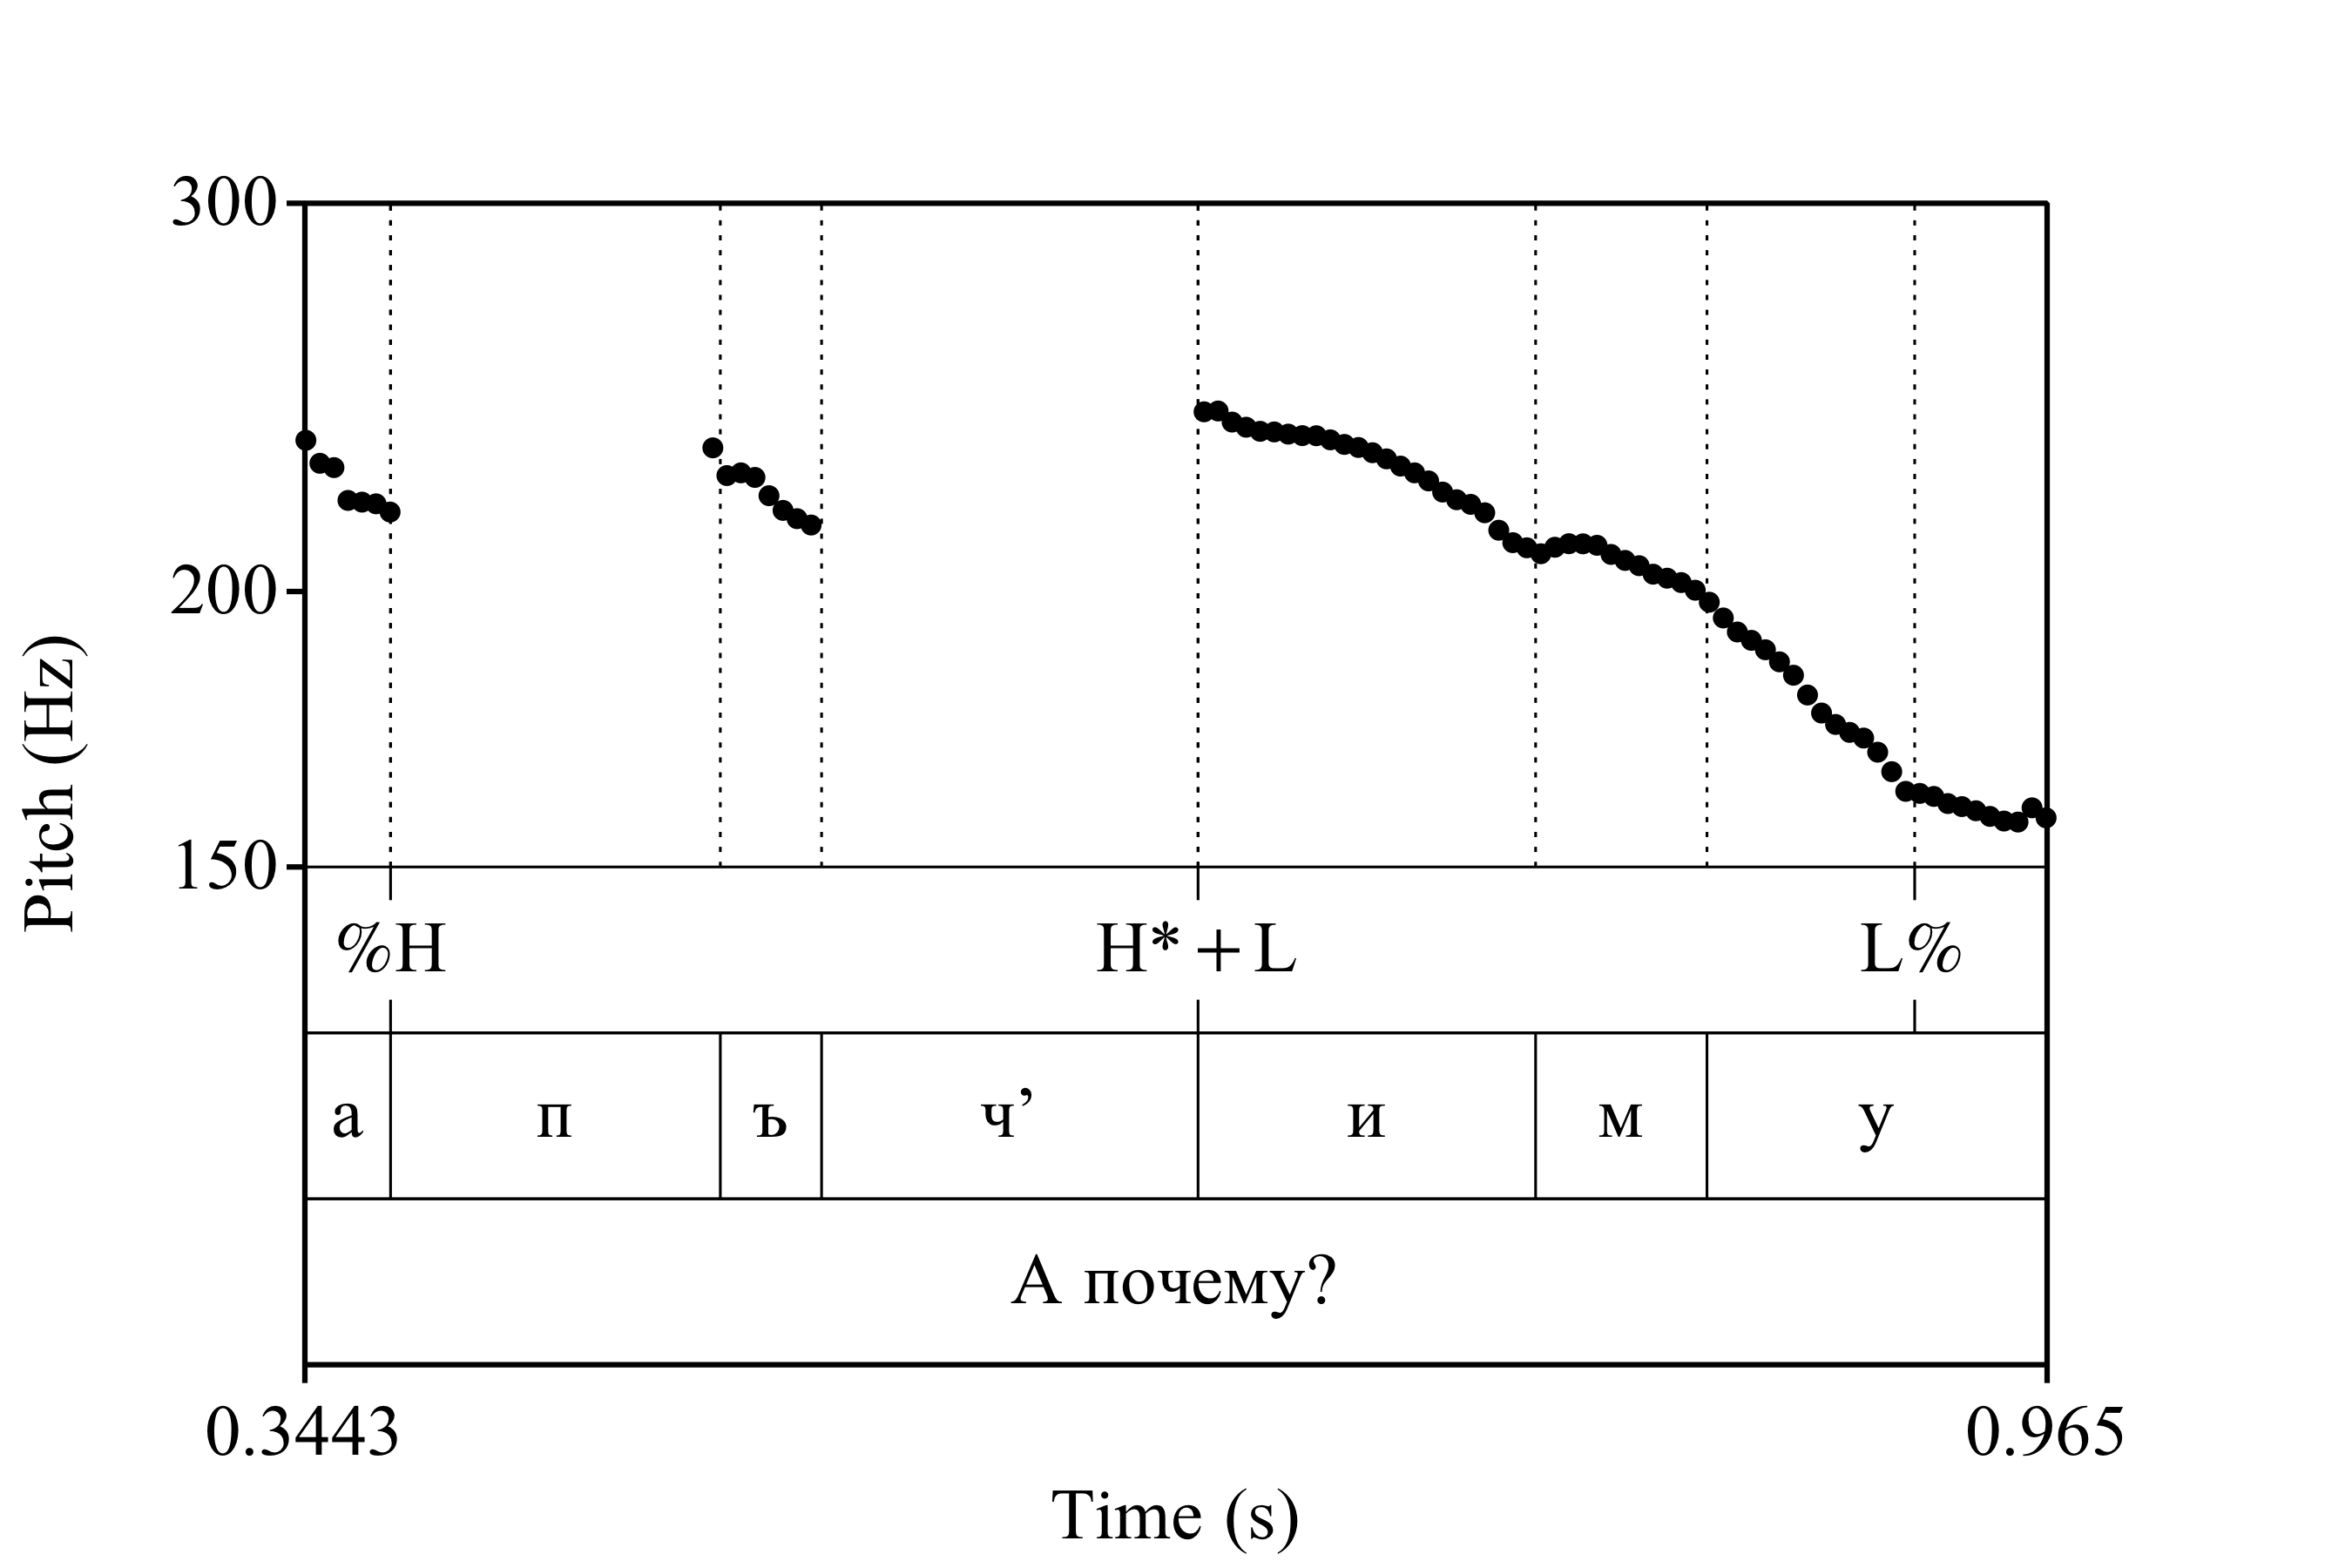 300
200
150
Pitch (Hz)
%H H*+L L%
а п ъ ч’ и м у
А почему?
0.3443 0.965
Time (s)